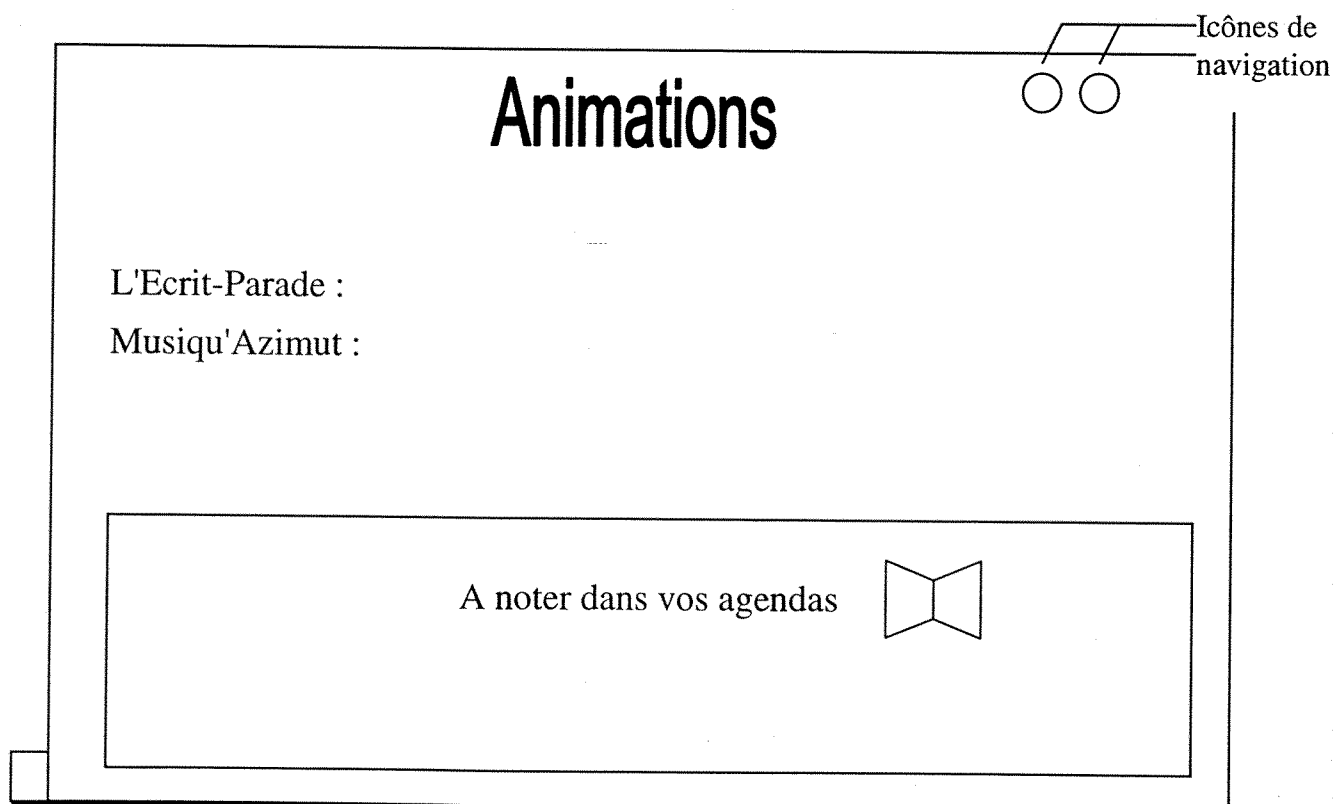 Icônes de
navigation
Animations
L'Ecrit-Parade :
Musiqu'Azimut :
A noter dans vos agendas